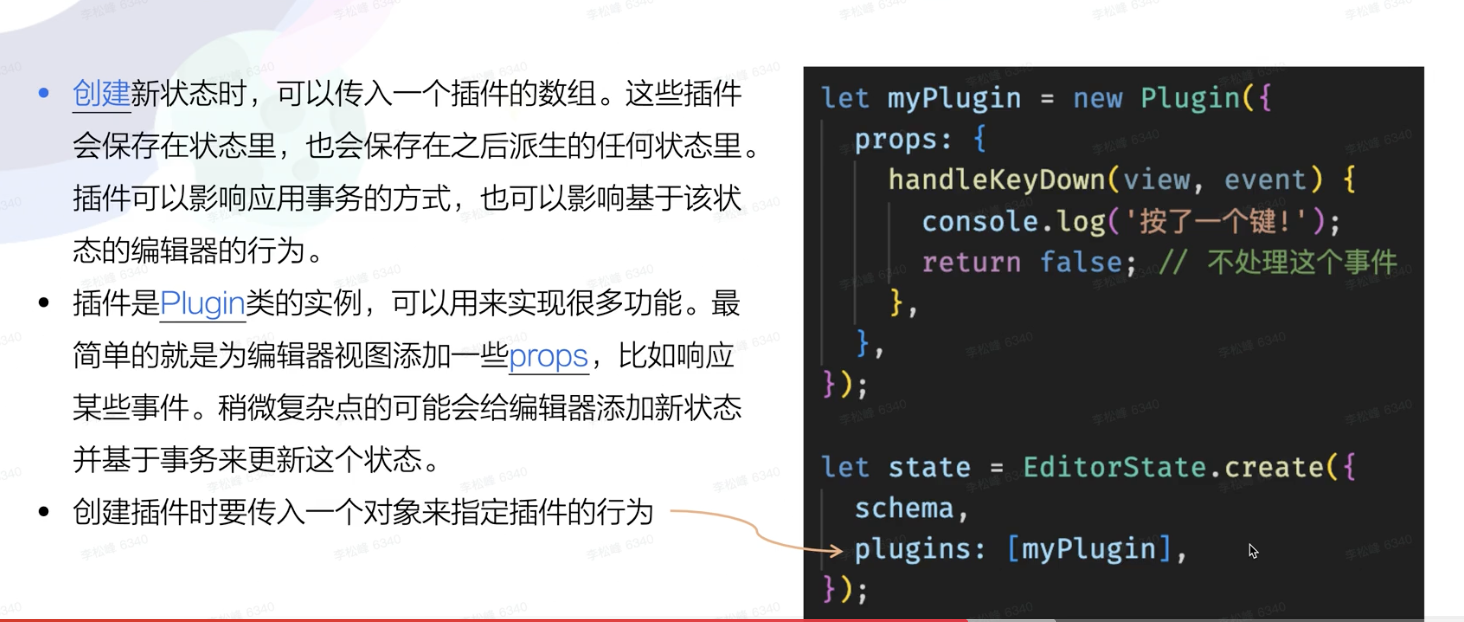 创建新状态时，可以传入一个插件的数组。这些插件
会保存在状态里，也会保存在之后派生的任何状态里。
插件可以影响应用事务的方式，也可以影响基于该状
态的编辑器的行为。
插件是Plugin类的实例，可以用来实现很多功能。最
简单的就是为编辑器视图添加一些props，比如响应
某些事件。稍微复杂点的可能会给编辑器添加新状态
并基于事务来更新这个状态。
创建插件时要传入一个对象来指定插件的行为
let myPlugin = new Plugin({
props: {
handleKeyDown(view, event) {
console.log('按了一个键!');
return false; // 不处理这个事件
},
},
});
let state = EditorState.create({
schema,
plugins: [myPlugin],
});
李松峰 6340